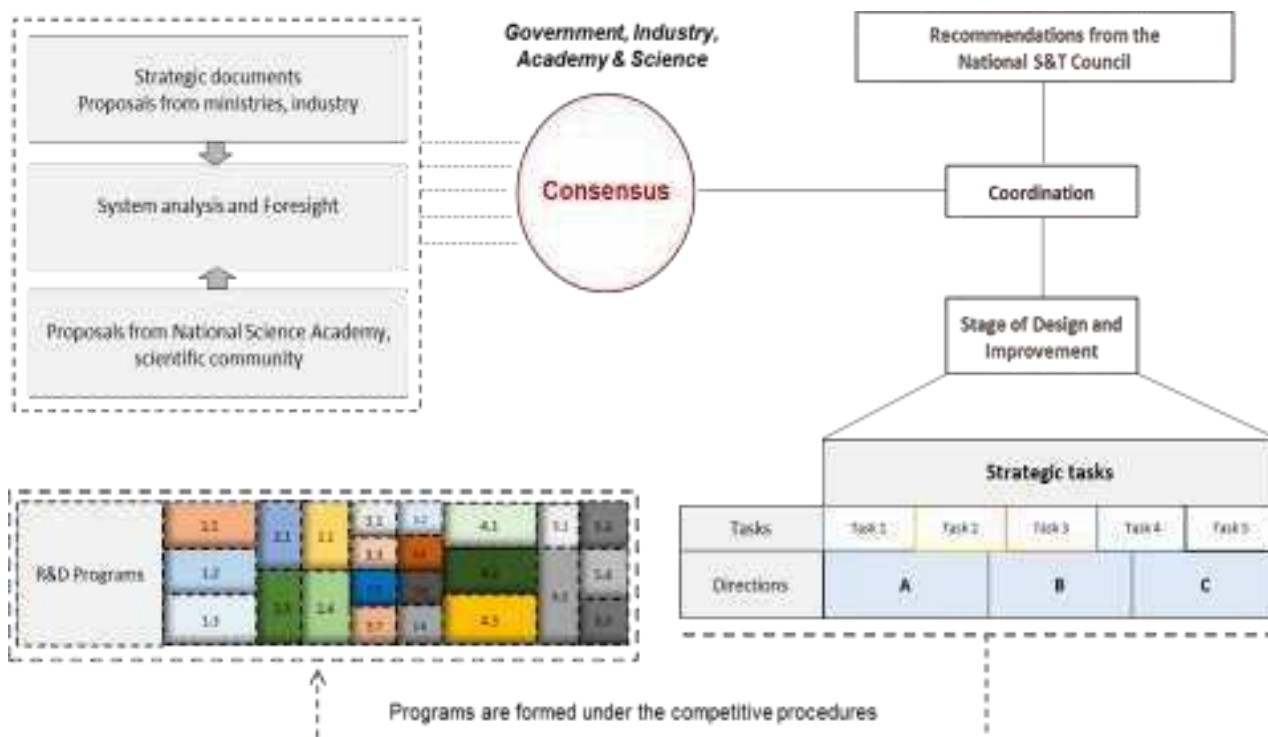 Government, Industry,
Academy & Science
Recommendations from the
National S&T Council
Strategic documents
Proposals from ministries, industry
System analysis and Foresight
Proposals from National Science Academy,
scientific community
Consensus
Coordination
Stage of Design and
Improvement
Strategic tasks
Tasks
Task 1
Task 2
Task 3
Task 4
Task 5
Directions
A
B
C
R&D Programs
1.1
1.2
1.3
2.1
4.1
4.3
Programs are formed under the competitive procedures